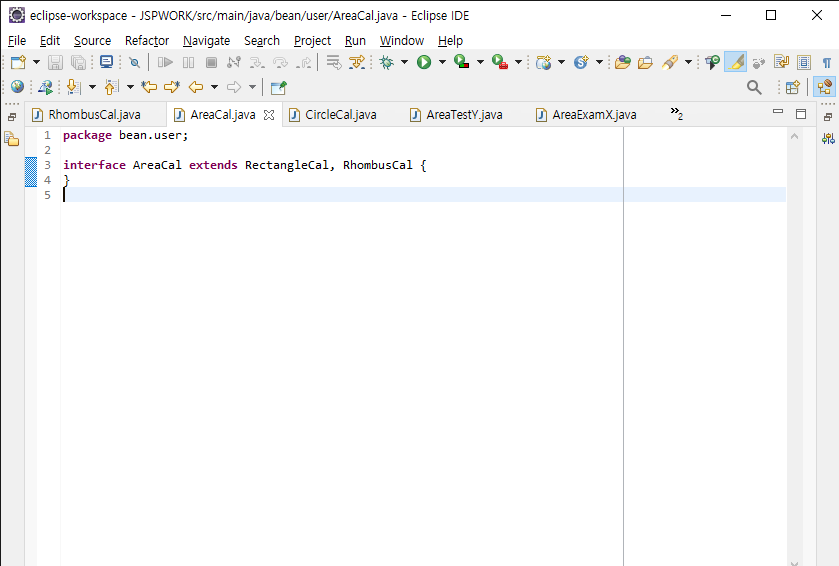 eclipse-workspace - JSPWORK/src/main/java/bean/user/AreaCal.java - Eclipse IDE
File Edit Source Refactor Navigate Search Project Run Window Help
RhombusCal.java AreaCal.java CircleCal.java AreaTestY.java AreaExamX.java »2
1 package bean.user;
2
3 interface AreaCal extends RectangleCal, RhombusCal {
4 }
5